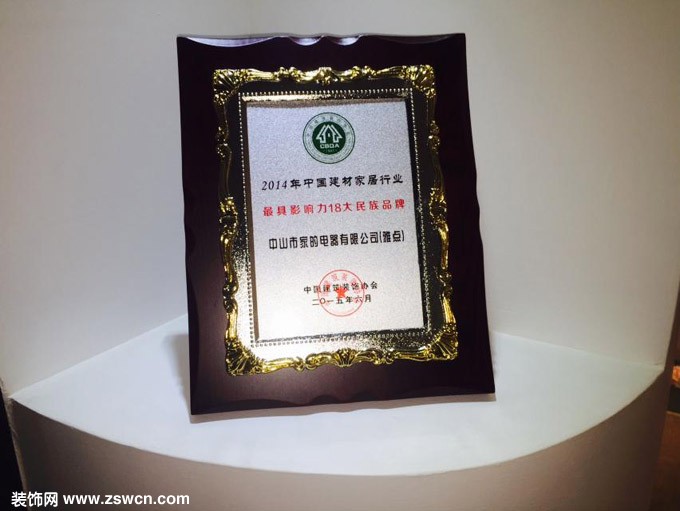 CBDA
2014年中国建材家居行业
最具影响力18大民族品牌
中山市家的电器有限公司(雅点)
中国建筑装饰协会
二〇一五年六月
装饰网 www.zswcn.com